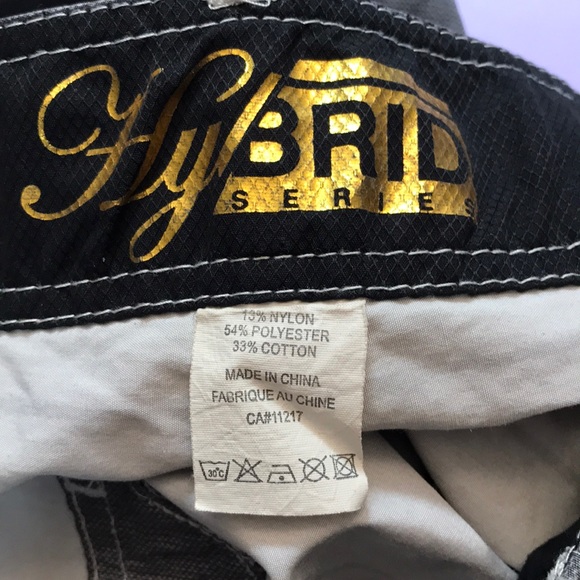 HyBRID
SERIES
13% NYLON
54% POLYESTER
33% COTTON
MADE IN CHINA
FABRIQUE AU CHINE
CA#11217
30°C